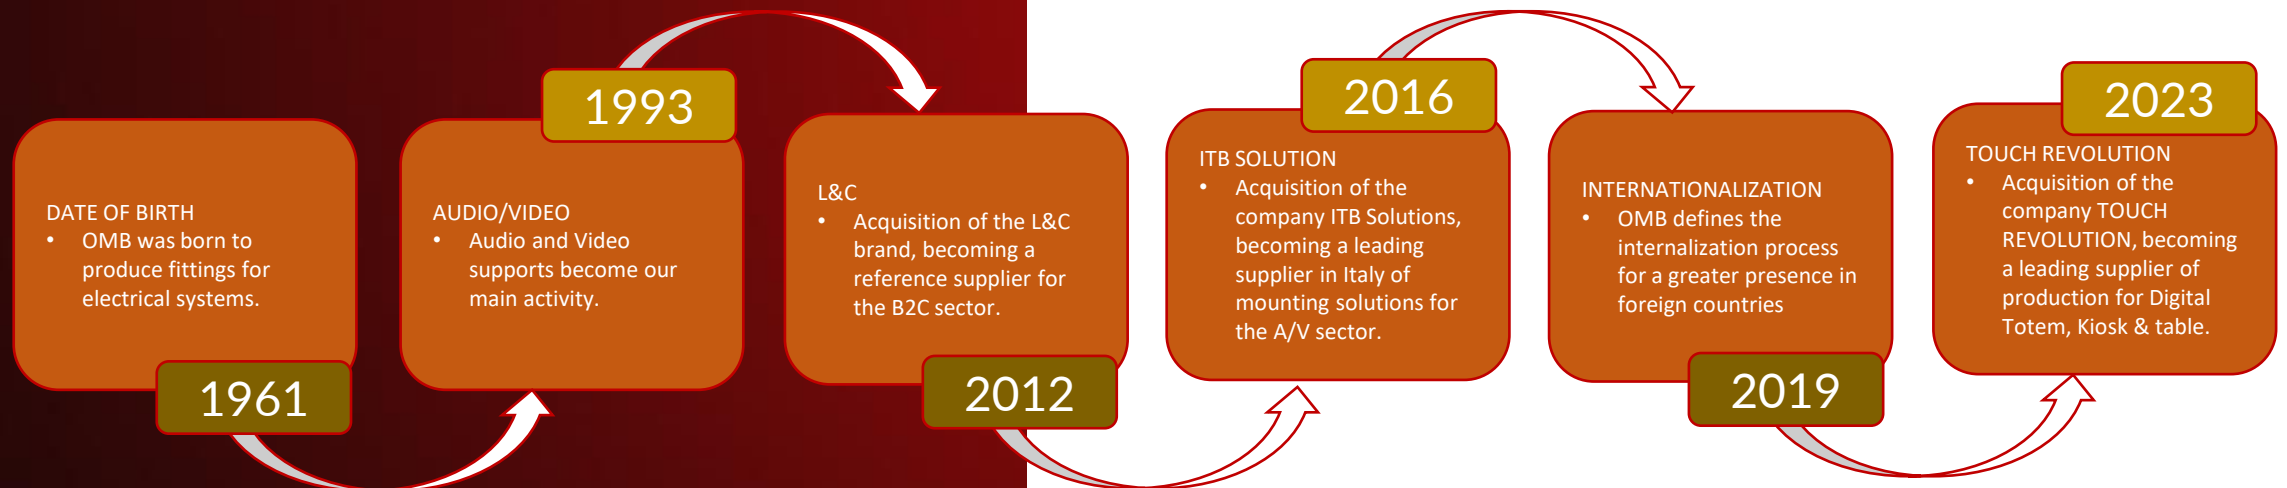 DATE OF BIRTH
• OMB was born to
produce fittings for
electrical systems.
1961
1993
AUDIO/VIDEO
• Audio and Video
supports become our
main activity.
L&C
• Acquisition of the L&C
brand, becoming a
reference supplier for
the B2C sector.
2012
2016
ITB SOLUTION
• Acquisition of the
company ITB Solutions,
becoming a leading
supplier in Italy of
mounting solutions for
the A/V sector.
INTERNATIONALIZATION
• OMB defines the
internalization process
for a greater presence in
foreign countries
2019
2023
TOUCH REVOLUTION
• Acquisition of the
company TOUCH
REVOLUTION, becoming
a leading supplier of
production for Digital
Totem, Kiosk & table.